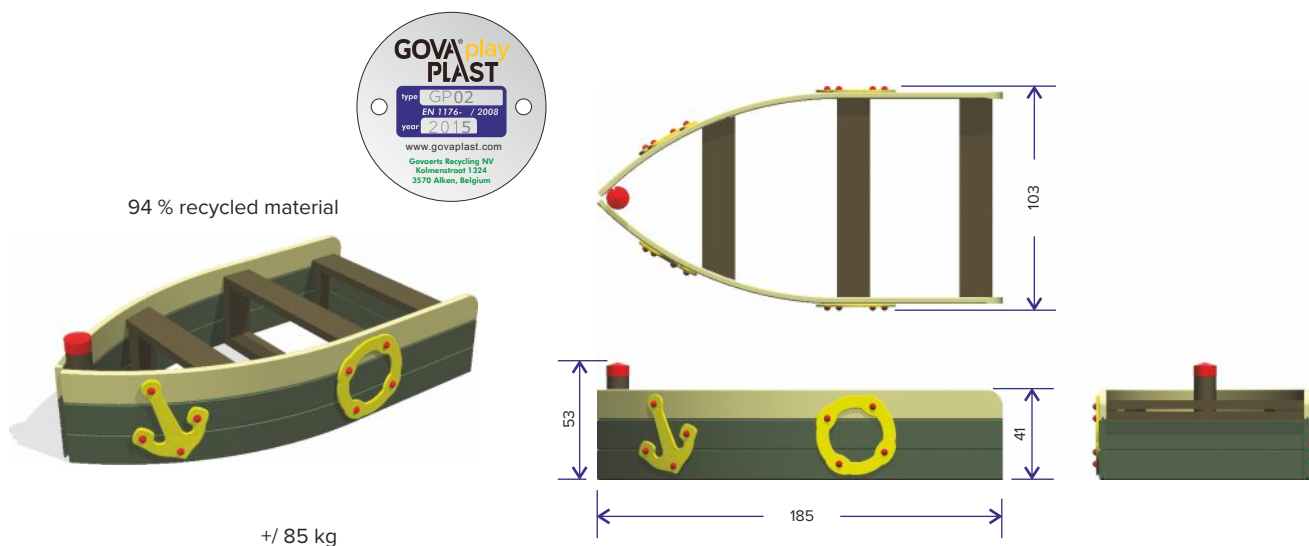 GOVA® play
PLAST
type GP02
EN 1176- / 2008
year 2015
www.govaplast.com
Govaerts Recycling NV
Kolmenstraat 1324
3570 Alken, Belgium
94 % recycled material
103
53
41
185
+/ 85 kg